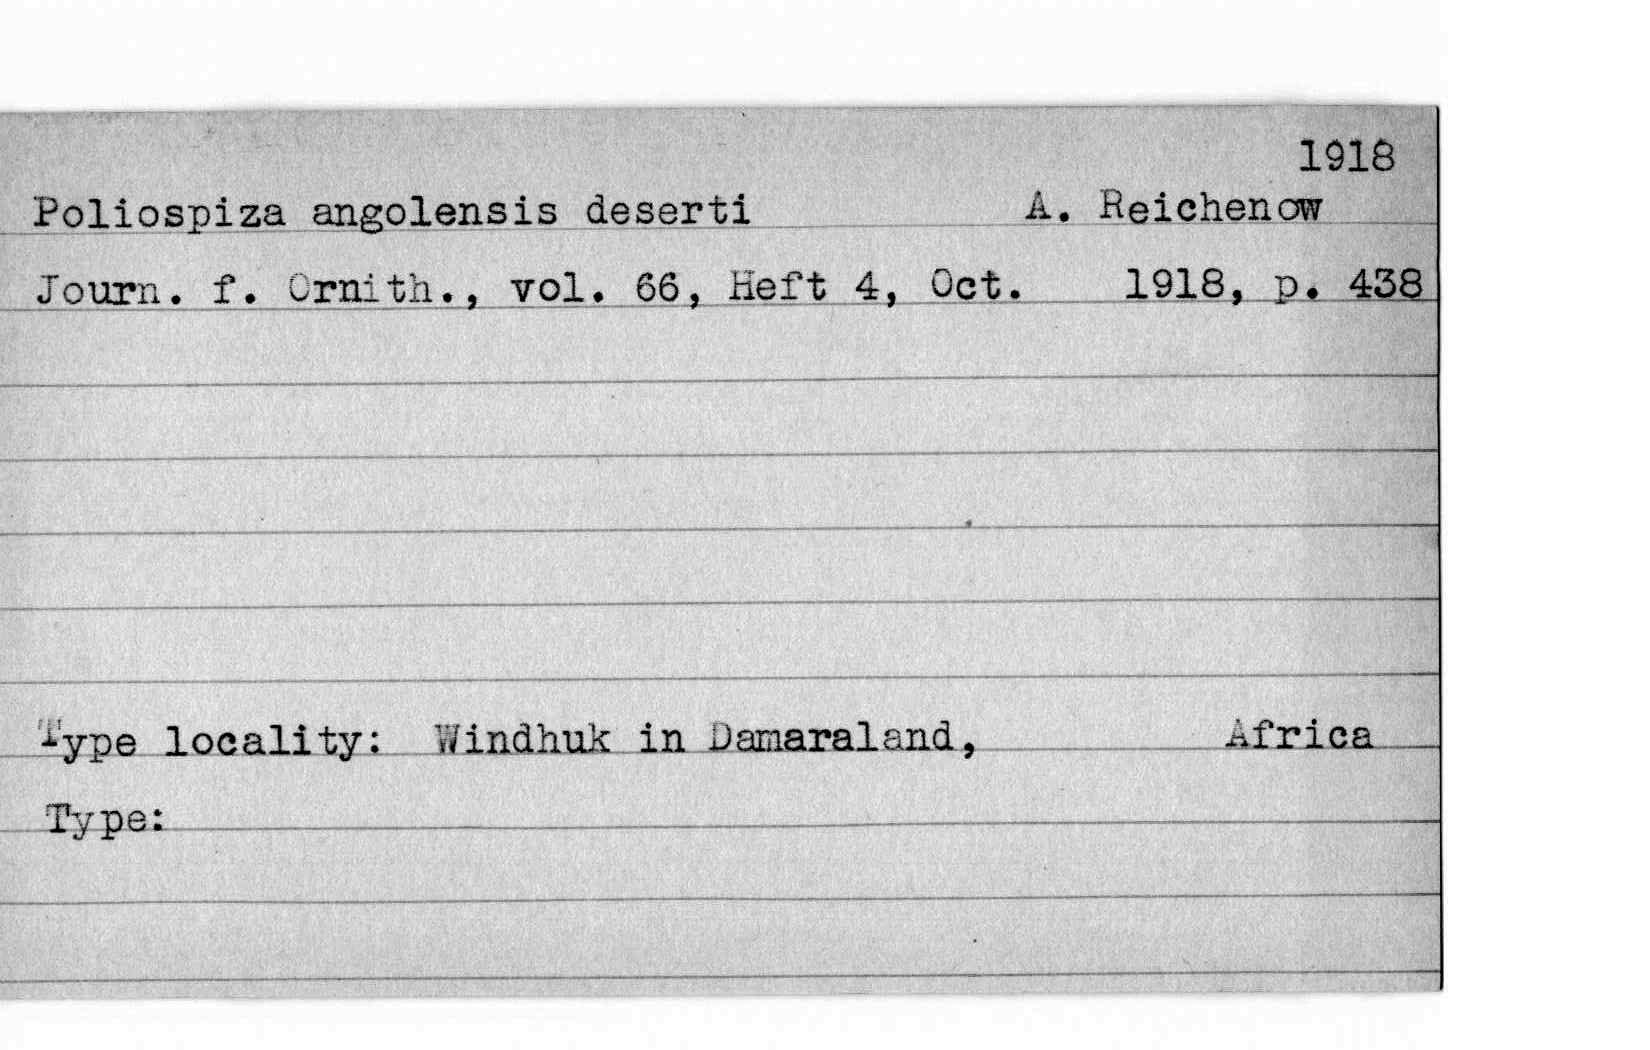 1918
Poliospiza angolensis deserti A. Reichenow
Journ. f. Ornith., vol. 66, Heft 4, Oct. 1918, p. 438
Type locality: Windhuk in Damaraland, Africa
Type: